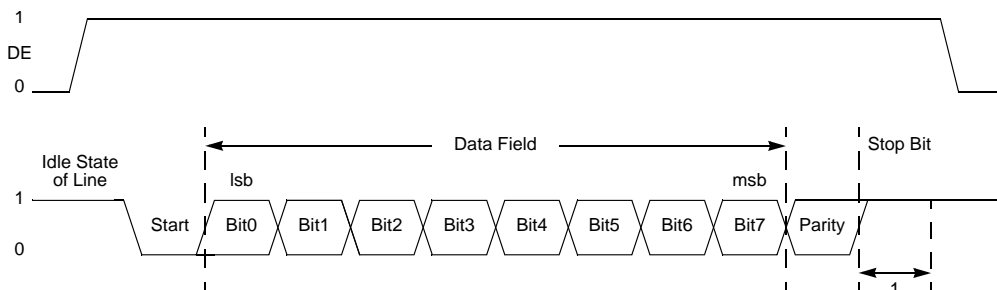 1
DE
0
Data Field
Stop Bit
Idle State
of Line
lsb
msb
1
Start
Bit0
Bit1
Bit2
Bit3
Bit4
Bit5
Bit6
Bit7
Parity
0
1